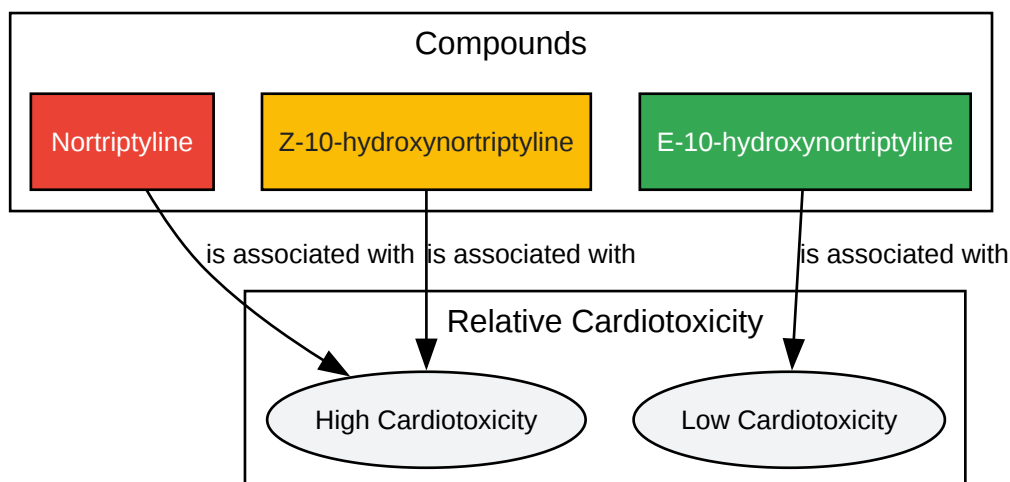 Compounds
Nortriptyline
Z-10-hydroxynortriptyline
E-10-hydroxynortriptyline
is associated with
is associated with
is associated with
Relative Cardiotoxicity
High Cardiotoxicity
Low Cardiotoxicity